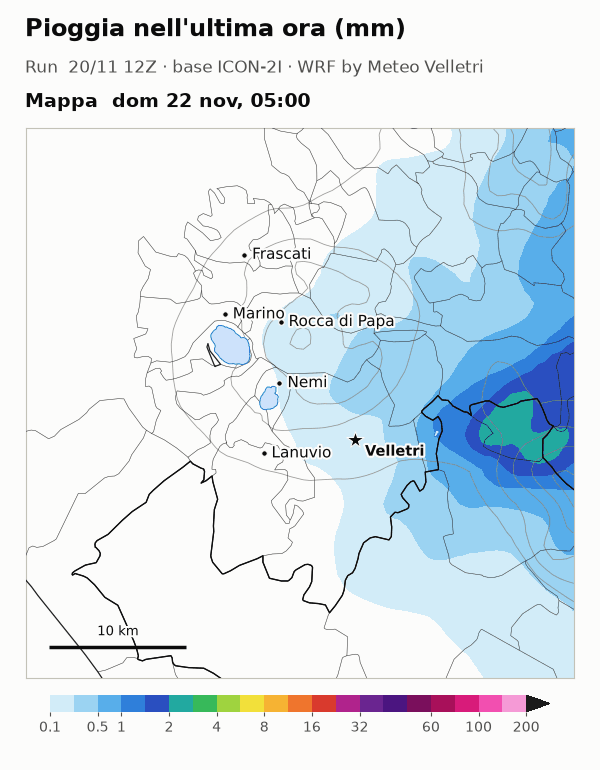 Pioggia nell'ultima ora (mm)
Run 20/11 12Z · base ICON-2I · WRF by Meteo Velletri
Mappa dom 22 nov, 05:00
Frascati
Marino
Rocca di Papa
Nemi
Velletri
Lanuvio
10 km
0.1 0.5 1 2 4 8 16 32 60 100 200